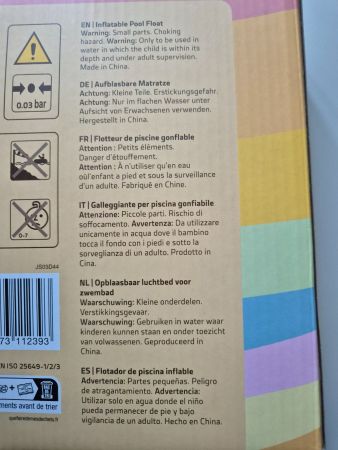 EN | Inflatable Pool Float
Warning: Small parts. Choking
hazard. Warning: Only to be used in
water in which the child is within its
depth and under adult supervision.
Made in China.
DE | Aufblasbare Matratze
Achtung: Kleine Teile. Erstickungsgefahr.
Achtung: Nur im flachen Wasser unter
Aufsicht von Erwachsenen verwenden.
Hergestellt in China.
0.03 bar
FR | Flotteur de piscine gonflable
Attention : Petits éléments.
Danger d'étouffement.
Attention : À n'utiliser qu'en eau
oùl'enfant a pied et sous la surveillance
d'un adulte. Fabriqué en Chine.
IT | Galleggiante per piscina gonfiabile
Attenzione: Piccole parti. Rischio di
soffocamento. Avvertenza: Da utilizzare
unicamente in acqua dove il bambino
tocca il fondo con i piedi e sotto la
sorveglianza di un adulto. Prodotto in
Cina.
0-7
JS03D44
NL | Opblaasbaar luchtbed voor
zwembad
Waarschuwing: Kleine onderdelen.
Verstikkingsgevaar.
Waarschuwing: Gebruiken in water waar
kinderen kunnen staan en onder toezicht
van volwassenen. Geproduceerd in
China.
73 112393
EN ISO 25649-1/2/3
ES | Flotador de piscina inflable
Advertencia: Partes pequeñas. Peligro
de atragantamiento. Advertencia:
Utilizar solo en agua donde el niño
pueda permanecer de pie y bajo
vigilancia de un adulto. Hecho en China.
ments avant de trier